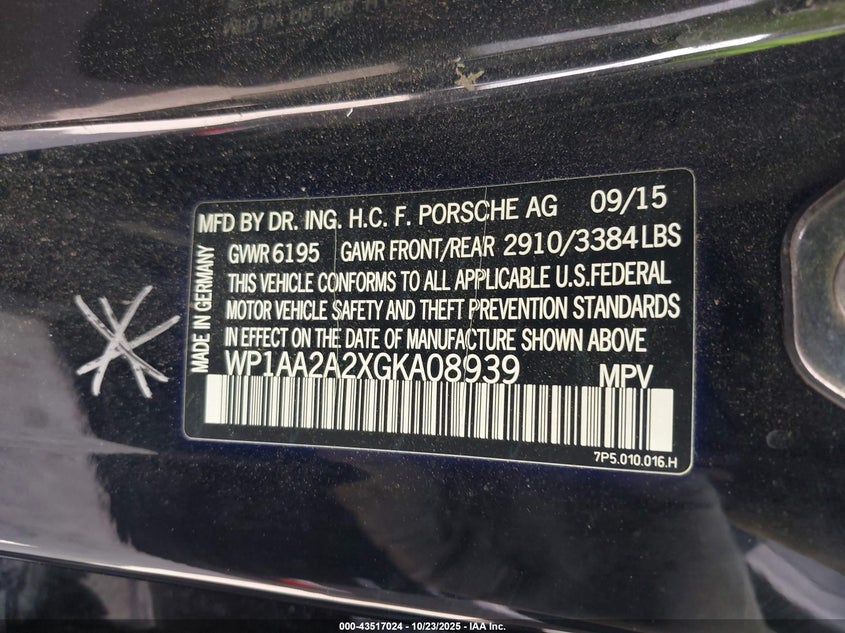 MFD BY DR. ING. H.C. F. PORSCHE AG 09/15
GVWR 6195 GAWR FRONT/REAR 2910/3384 LBS
THIS VEHICLE CONFORMS TO ALL APPLICABLE U.S. FEDERAL
MOTOR VEHICLE SAFETY AND THEFT PREVENTION STANDARDS
IN EFFECT ON THE DATE OF MANUFACTURE SHOWN ABOVE
WP1AA2A2XGKA08939 MPV
MADE IN GERMANY
7P5.010.016.H
000-43517024 | 10/23/2025 - IAA Inc.